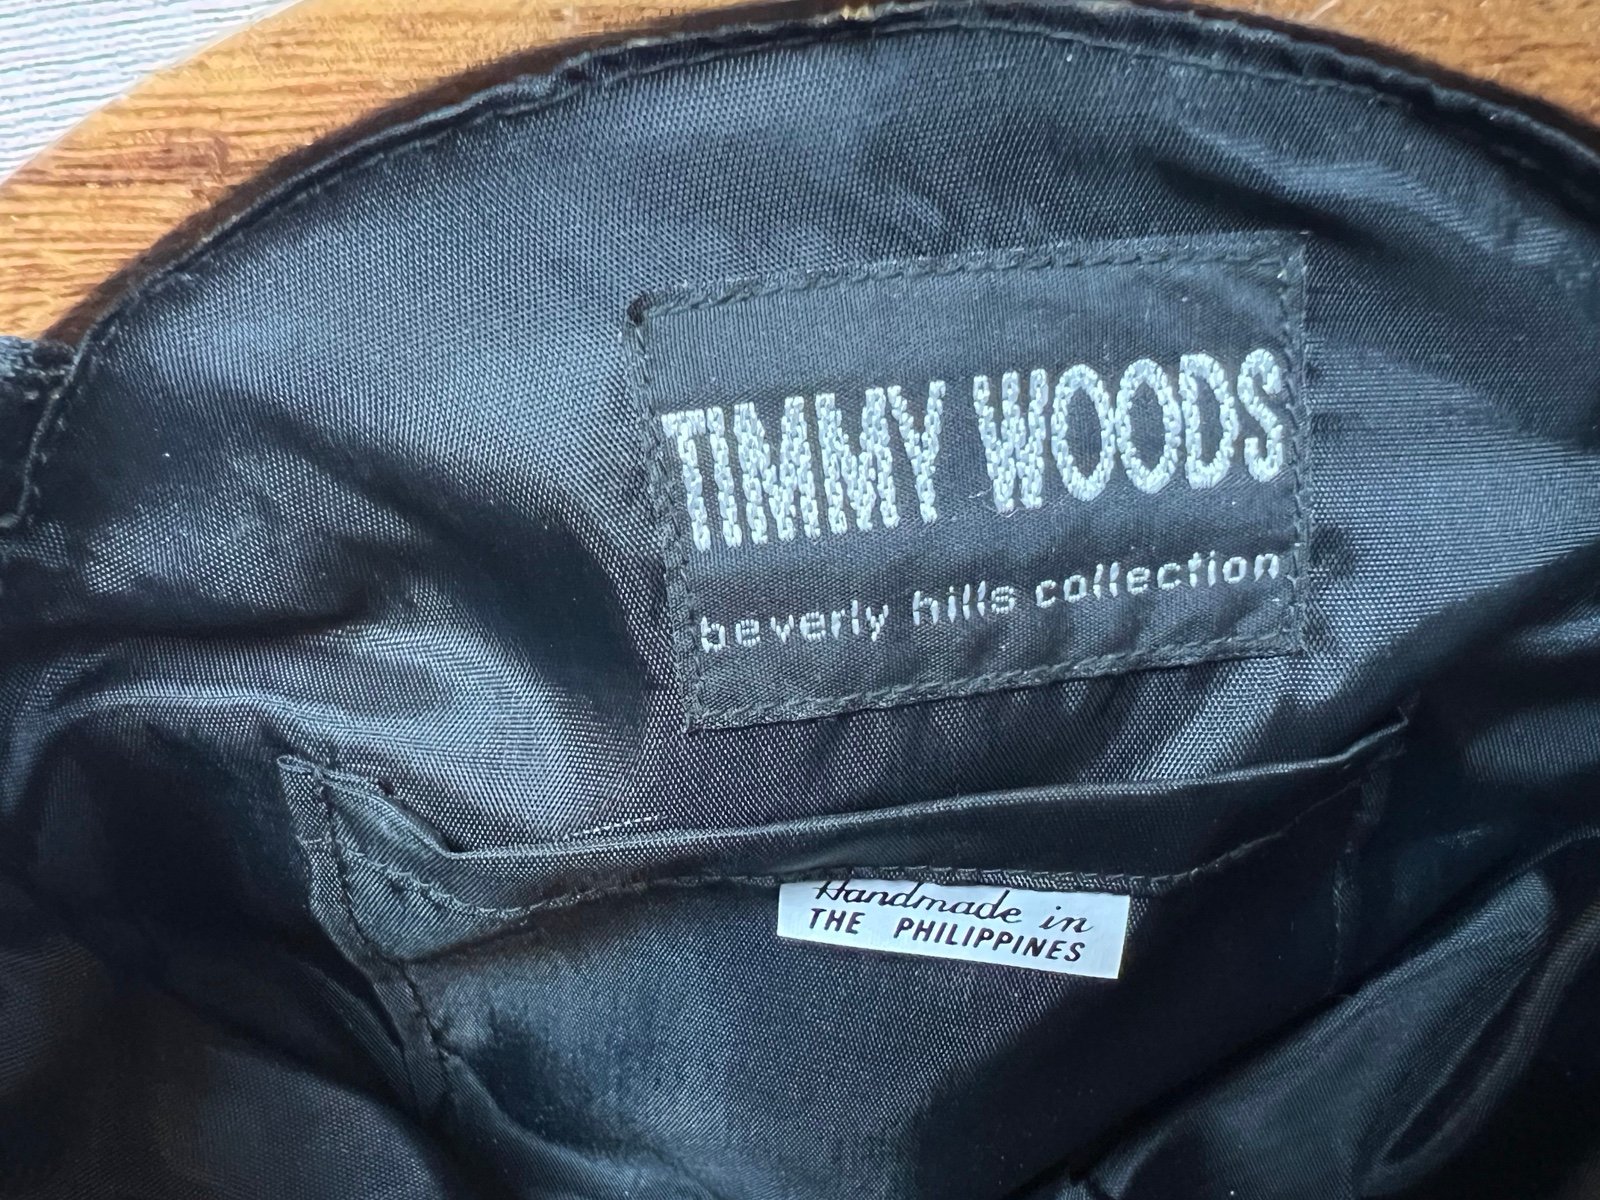 TIMMY WOODS
beverly hills collection
Handmade in
THE PHILIPPINES